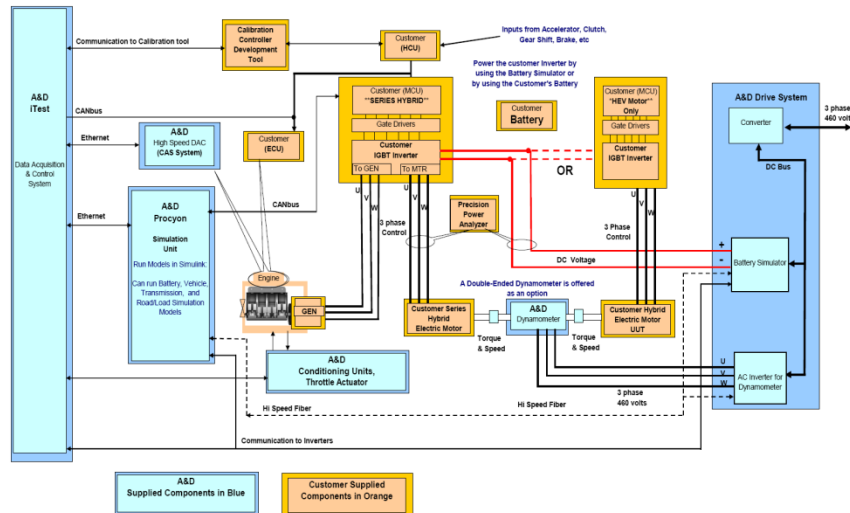 Communication to Calibration tool
Calibration
Controller
Development
Tool
Customer
(HCU)
Inputs from Accelerator, Clutch,
Gear Shift, Brake, etc
Power the customer Inverter by
using the Battery Simulator or
by using the Customer's Battery
A&D
iTest
Data Acquisition
& Control
System
CANbus
Ethernet
A&D
High Speed DAC
(CAS System)
Customer
(ECU)
Customer (MCU)
**SERIES HYBRID**
Gate Drivers
Customer
IGBT Inverter
To GEN
To MTR
U
V
W
U
V
W
Customer
Battery
Customer (MCU)
*HEV Motor**
Only
Gate Drivers
Customer
IGBT Inverter
OR
U
V
W
A&D Drive System
Converter
3 phase
460 volts
DC Bus
Ethernet
A&D
Procyon
Simulation
Unit
Run Models in Simulink:
Can run Battery, Vehicle,
Transmission, and
Road/Load Simulation
Models
CANbus
3 phase
Control
Precision
Power
Analyzer
3 Phase
Control
DC Voltage
+
-
Battery Simulator
Engine
GEN
A Double-Ended Dynamometer is offered
as an option
Customer Series
Hybrid
Electric Motor
A&D
Dynamometer
Customer Hybrid
Electric Motor
UUT
Torque
& Speed
Torque
& Speed
A&D
Conditioning Units,
Throttle Actuator
U
V
W
AC Inverter for
Dynamometer
3 phase
460 volts
Hi Speed Fiber
Hi Speed Fiber
Communication to Inverters
A&D
Supplied Components in Blue
Customer Supplied
Components in Orange